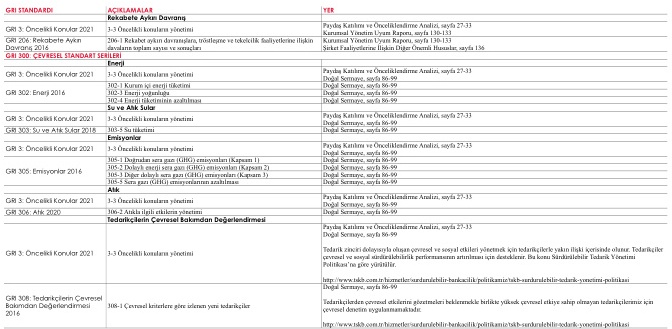 GRI STANDARDI AÇIKLAMALAR YER
Rekabete Aykırı Davranış
GRI 3: Öncelikli Konular 2021 3-3 Öncelikli konuların yönetimi Paydaş Katılımı ve Önceliklendirme Analizi, sayfa 27-33
Kurumsal Yönetim Uyum Raporu, sayfa 130-133
GRI 206: Rekabete Aykırı Davranış 2016 206-1 Rekabet aykırı davranışlara, tröstleşme ve tekelcilik faaliyetlerine ilişkin davaların toplam sayısı ve sonuçları Kurumsal Yönetim Uyum Raporu, sayfa 130-133
Şirket Faaliyetlerine İlişkin Diğer Önemli Hususlar, sayfa 136
GRI 300: ÇEVRESEL STANDART SERİLERİ
Enerji
GRI 3: Öncelikli Konular 2021 3-3 Öncelikli konuların yönetimi Paydaş Katılımı ve Önceliklendirme Analizi, sayfa 27-33
Doğal Sermaye, sayfa 86-99
GRI 302: Enerji 2016 302-1 Kurum içi enerji tüketimi Doğal Sermaye, sayfa 86-99
302-3 Enerji yoğunluğu Doğal Sermaye, sayfa 86-99
302-4 Enerji tüketiminin azaltılması Doğal Sermaye, sayfa 86-99
Su ve Atık Sular
GRI 3: Öncelikli Konular 2021 3-3 Öncelikli konuların yönetimi Paydaş Katılımı ve Önceliklendirme Analizi, sayfa 27-33
Doğal Sermaye, sayfa 86-99
GRI 303: Su ve Atık Sular 2018 303-5 Su tüketimi Doğal Sermaye, sayfa 86-99
Emisyonlar
GRI 3: Öncelikli Konular 2021 3-3 Öncelikli konuların yönetimi Paydaş Katılımı ve Önceliklendirme Analizi, sayfa 27-33
Doğal Sermaye, sayfa 86-99
GRI 305: Emisyonlar 2016 305-1 Doğrudan sera gazı (GHG) emisyonları (Kapsam 1) Doğal Sermaye, sayfa 86-99
305-2 Dolaylı enerji sera gazı (GHG) emisyonları (Kapsam 2) Doğal Sermaye, sayfa 86-99
305-3 Diğer dolaylı sera gazı (GHG) emisyonları (Kapsam 3) Doğal Sermaye, sayfa 86-99
305-5 Sera gazı (GHG) emisyonlarının azaltılması Doğal Sermaye, sayfa 86-99
Atık
GRI 3: Öncelikli Konular 2021 3-3 Öncelikli konuların yönetimi Paydaş Katılımı ve Önceliklendirme Analizi, sayfa 27-33
Doğal Sermaye, sayfa 86-99
GRI 306: Atık 2020 306-2 Atıkla ilgili etkilerin yönetimi Doğal Sermaye, sayfa 86-99
Tedarikçilerin Çevresel Bakımdan Değerlendirmesi
GRI 3: Öncelikli Konular 2021 3-3 Öncelikli konuların yönetimi Paydaş Katılımı ve Önceliklendirme Analizi, sayfa 27-33
Doğal Sermaye, sayfa 86-99
Tedarik zinciri dolayısıyla oluşan çevresel ve sosyal etkileri yönetmek için tedarikçilerle yakın ilişki içerisinde olunur. Tedarikçiler
çevresel ve sosyal sürdürülebilirlik performansının artırılması için desteklenir. Bu konu Sürdürülebilir Tedarik Yönetimi
Politikası’na göre yürütülür.
http://www.tskb.com.tr/hizmetler/surdurulebilir-bankacilik/politikamiz/tskb-surdurulebilir-tedarik-yonetimi-politikasi
GRI 308: Tedarikçilerin Çevresel Bakımdan Değerlendirmesi 2016 308-1 Çevresel kriterlere göre izlenen yeni tedarikçiler Doğal Sermaye, sayfa 86-99
Tedarikçilerden çevresel etkilerini gözetmeleri beklenmekle birlikte yüksek çevresel etkiye sahip olmayan tedarikçilerimiz için
çevresel denetim uygulanmamaktadır.
http://www.tskb.com.tr/hizmetler/surdurulebilir-bankacilik/politikamiz/tskb-surdurulebilir-tedarik-yonetimi-politikasi